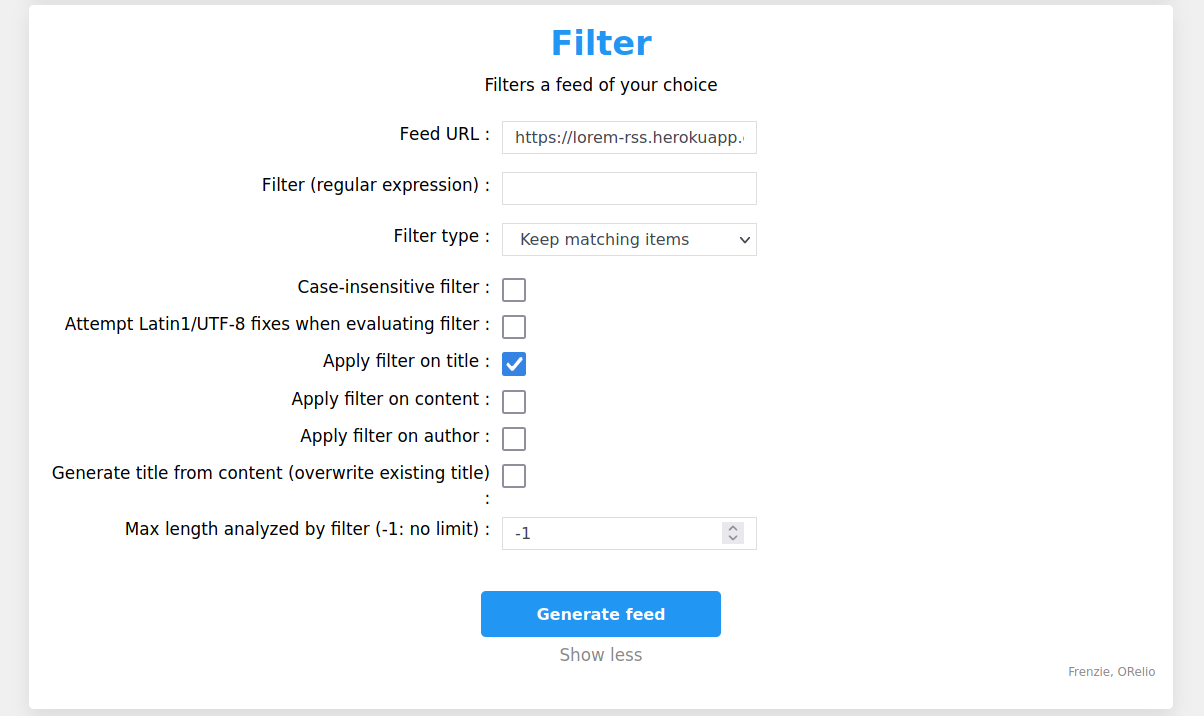 Filter
Filters a feed of your choice
Feed URL :
https://lorem-rss.herokuapp.
Filter (regular expression) :
Filter type :
Keep matching items
Case-insensitive filter :
Attempt Latin1/UTF-8 fixes when evaluating filter :
Apply filter on title :
Apply filter on content :
Apply filter on author :
Generate title from content (overwrite existing title)
:
Max length analyzed by filter (-1: no limit) :
-1
Generate feed
Show less
Frenzie, ORelio